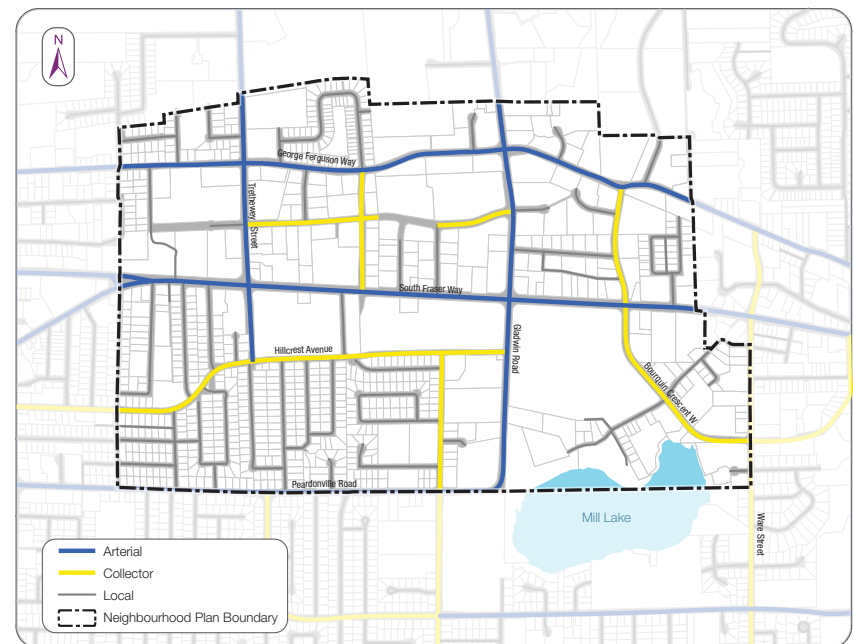 N
George Ferguson Way
Trethewey Street
South Fraser Way
Gladwin Road
Hillcrest Avenue
Bourquin Crescent W
Peardonville Road
Mill Lake
Ware Street
Arterial
Collector
Local
Neighbourhood Plan Boundary